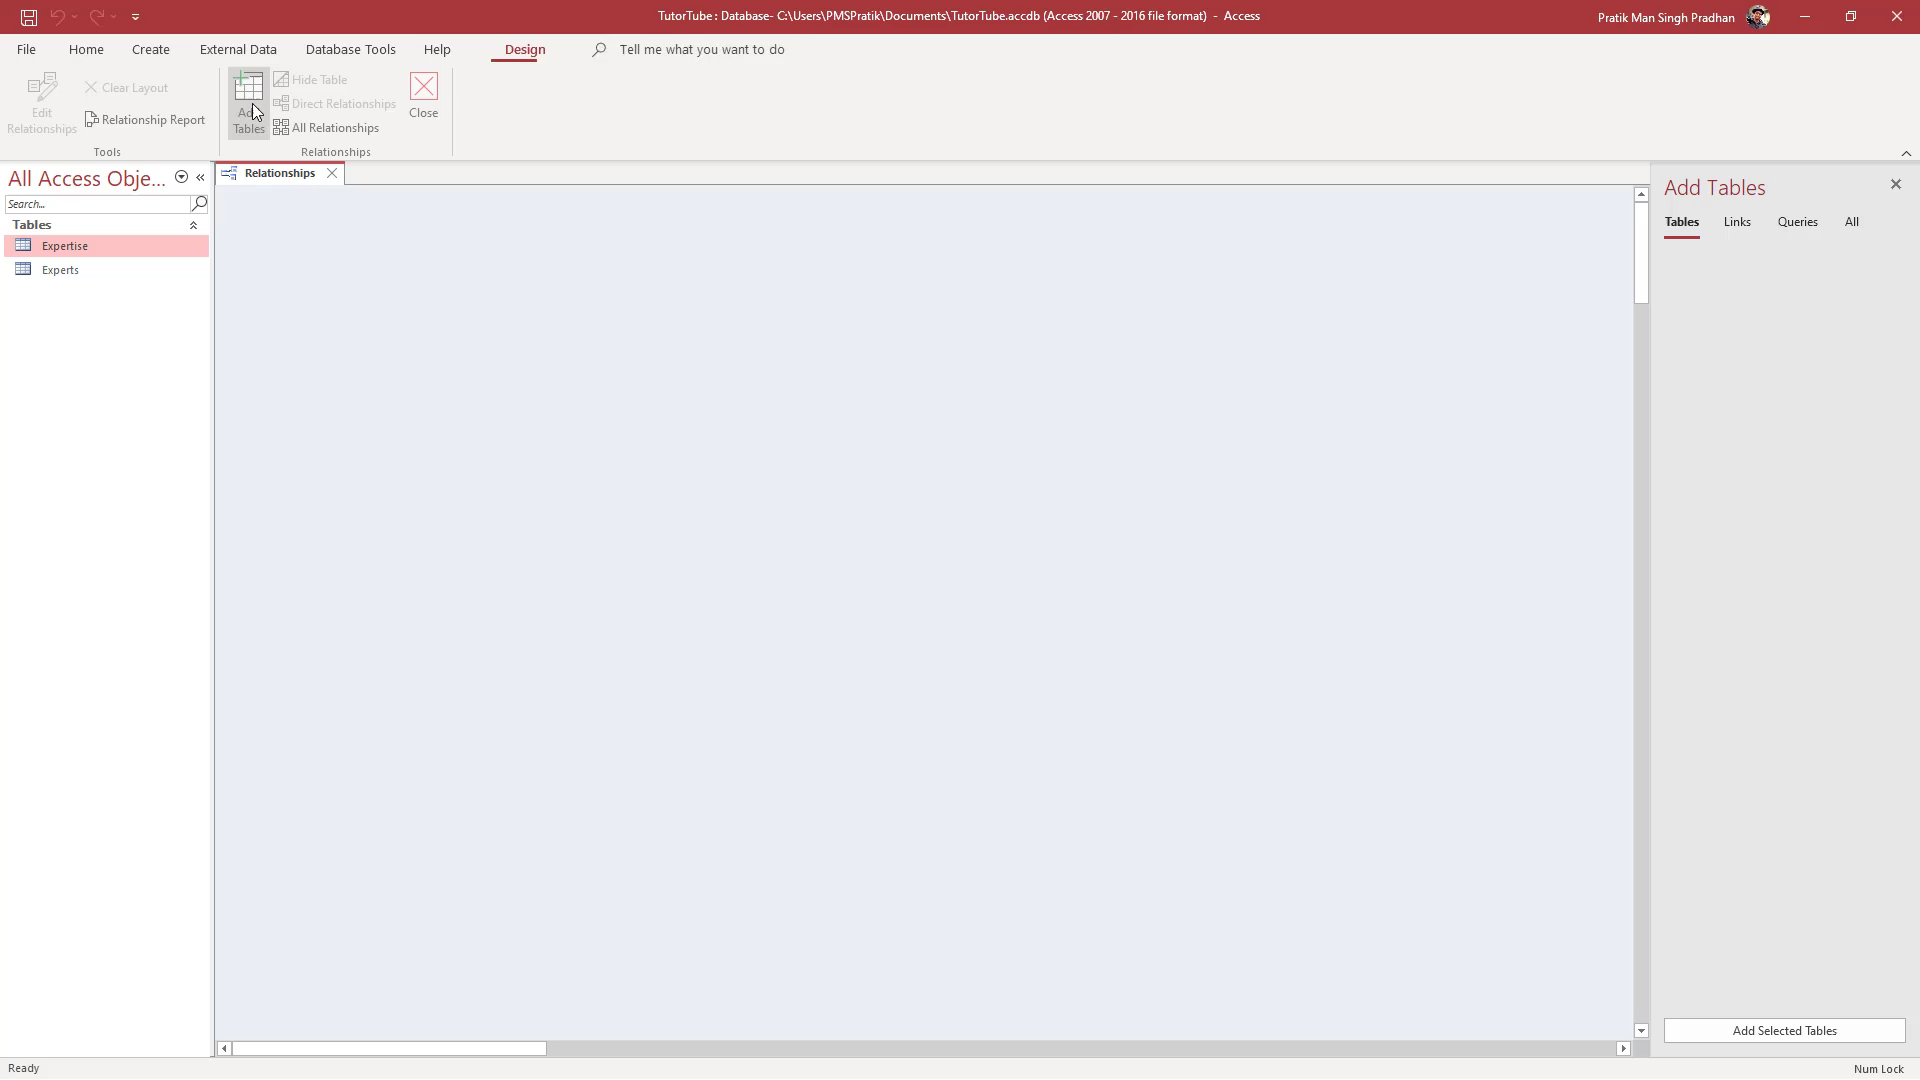 TutorTube : Database- C:\Users\PMSPratik\Documents\TutorTube.accdb (Access 2007 - 2016 file format) - Access
Pratik Man Singh Pradhan
File Home Create External Data Database Tools Help Design Tell me what you want to do
Edit Relationships
Clear Layout
Relationship Report
Tools
Tables
Hide Table
Direct Relationships
All Relationships
Close
Relationships
All Access Obje...
Search...
Tables
Expertise
Experts
Relationships
Add Tables
Tables Links Queries All
Add Selected Tables
Ready
Num Lock